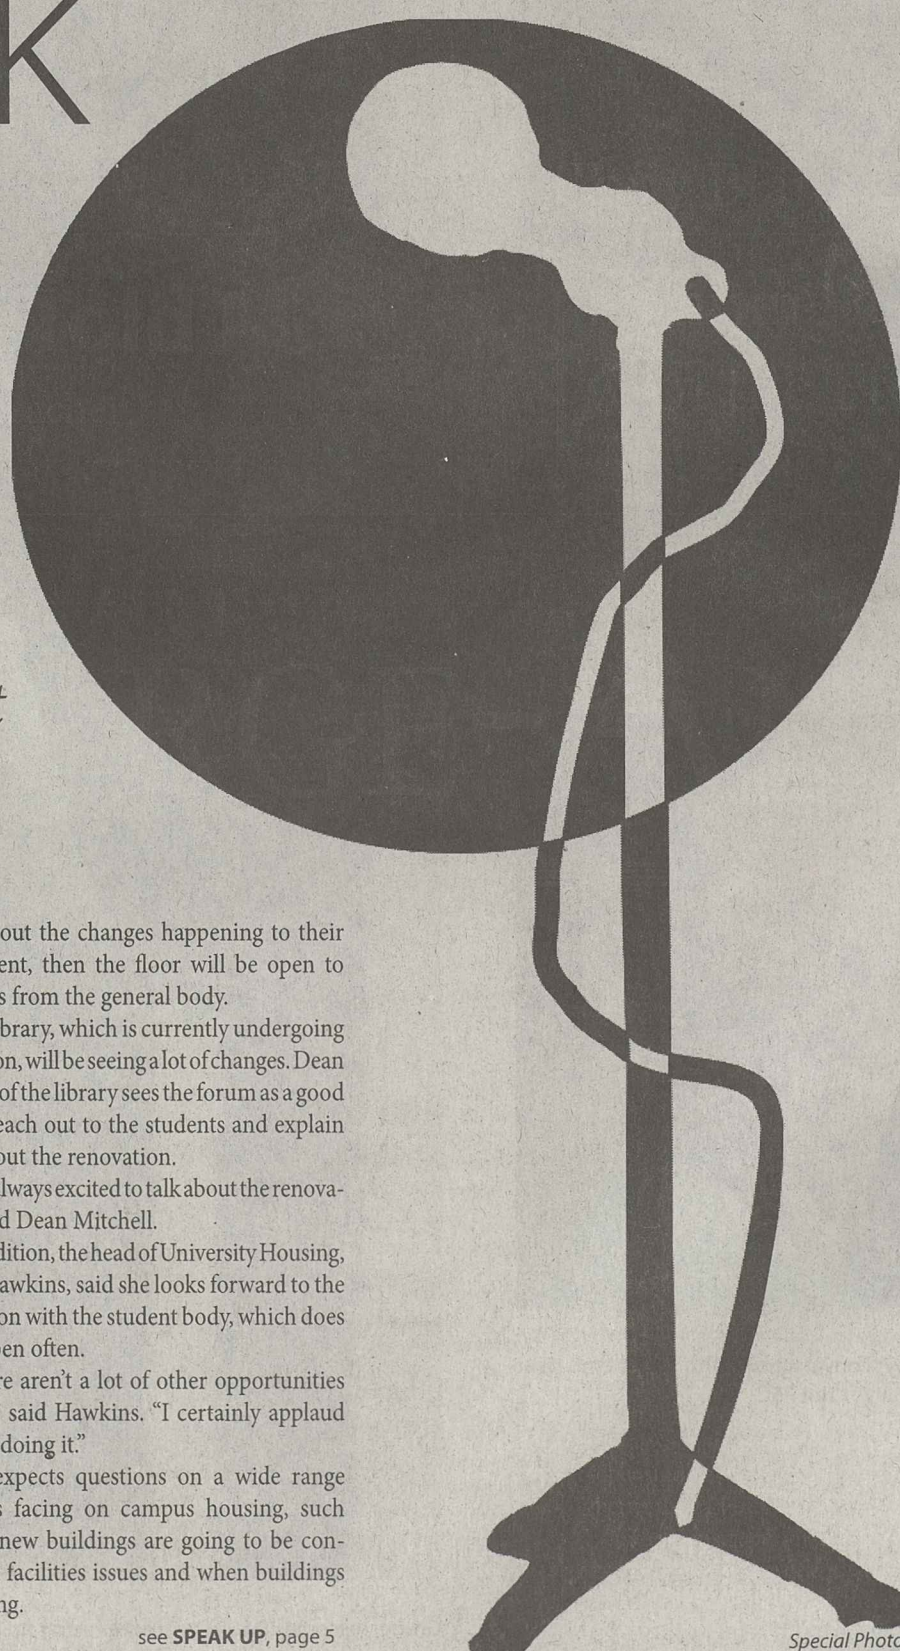 K
t
out the changes happening to their
ent, then the floor will be open to
s from the general body.
brary, which is currently undergoing
on, will be seeing a lot of changes. Dean
of the library sees the forum as a good
each out to the students and explain
out the renovation.
lways excited to talk about the renova-
d Dean Mitchell.
dition, the head of University Housing,
awkins, said she looks forward to the
on with the student body, which does
en often.
re aren't a lot of other opportunities
said Hawkins. “I certainly applaud
doing it.”
expects questions on a wide range
s facing on campus housing, such
new buildings are going to be con-
facilities issues and when buildings
ng.
see SPEAK UP, page 5
Special Photo